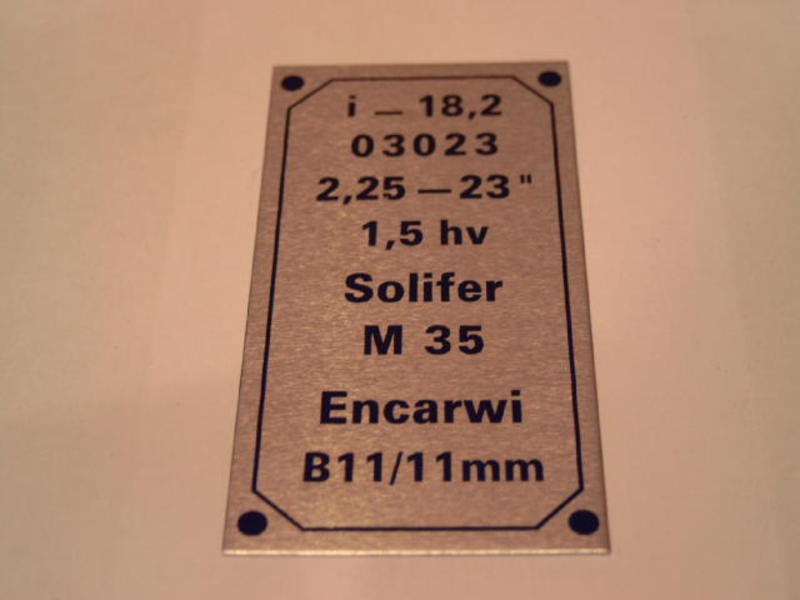 i – 18,2
03023
2,25 – 23"
1,5 hv
Solifer
M 35
Encarwi
B11/11mm